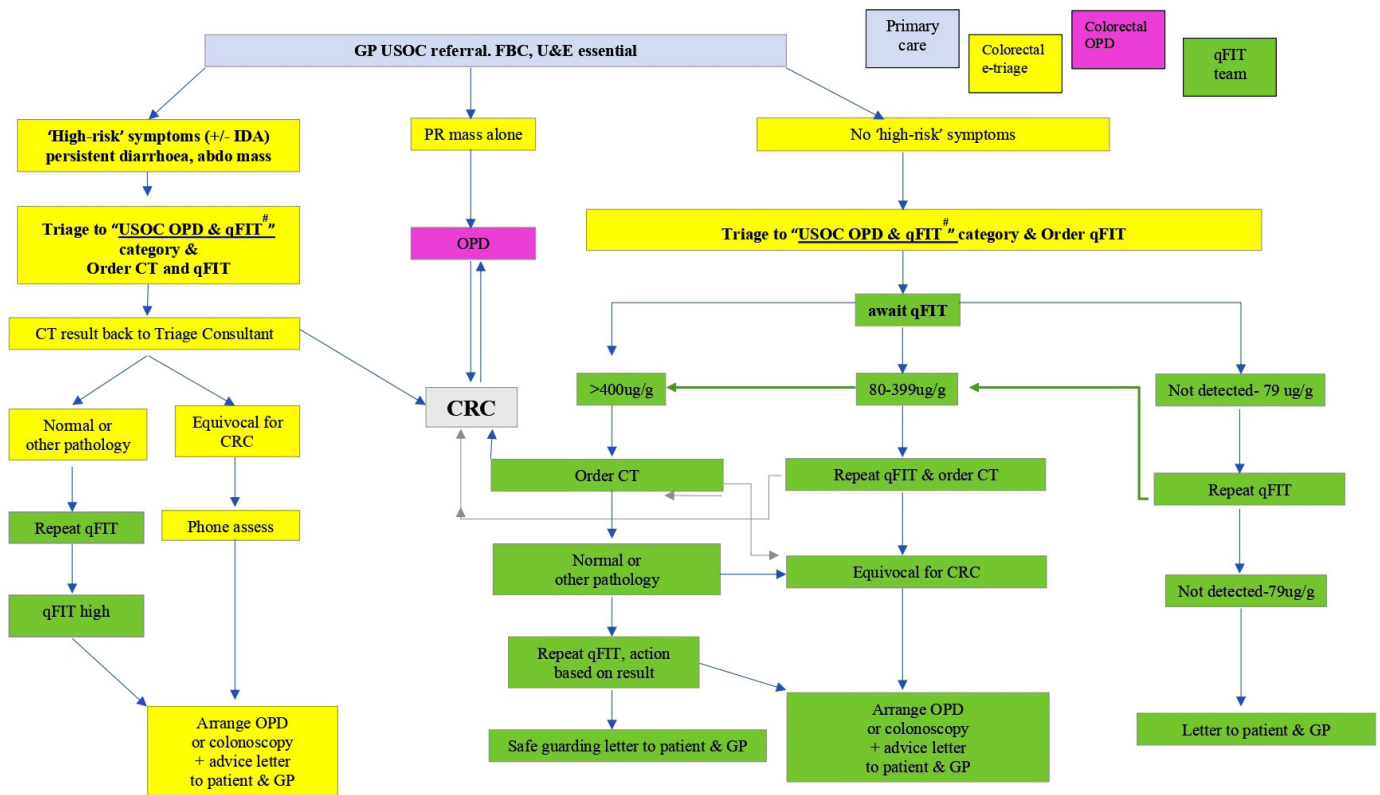 GP USOC referral. FBC, U&E essential
Primary
care
Colorectal
e-triage
Colorectal
OPD
qFIT
team
‘High-risk’ symptoms (+/- IDA)
persistent diarrhoea, abdo mass
PR mass alone
No ‘high-risk’ symptoms
Triage to “USOC OPD & qFIT#”
category &
Order CT and qFIT
OPD
Triage to “USOC OPD & qFIT#” category & Order qFIT
CT result back to Triage Consultant
await qFIT
CRC
>400ug/g
80-399ug/g
Not detected- 79 ug/g
Normal or
other pathology
Equivocal for
CRC
Order CT
Repeat qFIT & order CT
Repeat qFIT
Repeat qFIT
Phone assess
Normal or
other pathology
Equivocal for CRC
Not detected-79ug/g
qFIT high
Repeat qFIT, action
based on result
Arrange OPD
or colonoscopy
+ advice letter
to patient & GP
Safe guarding letter to patient & GP
Arrange OPD
or colonoscopy
+ advice letter
to patient & GP
Letter to patient & GP